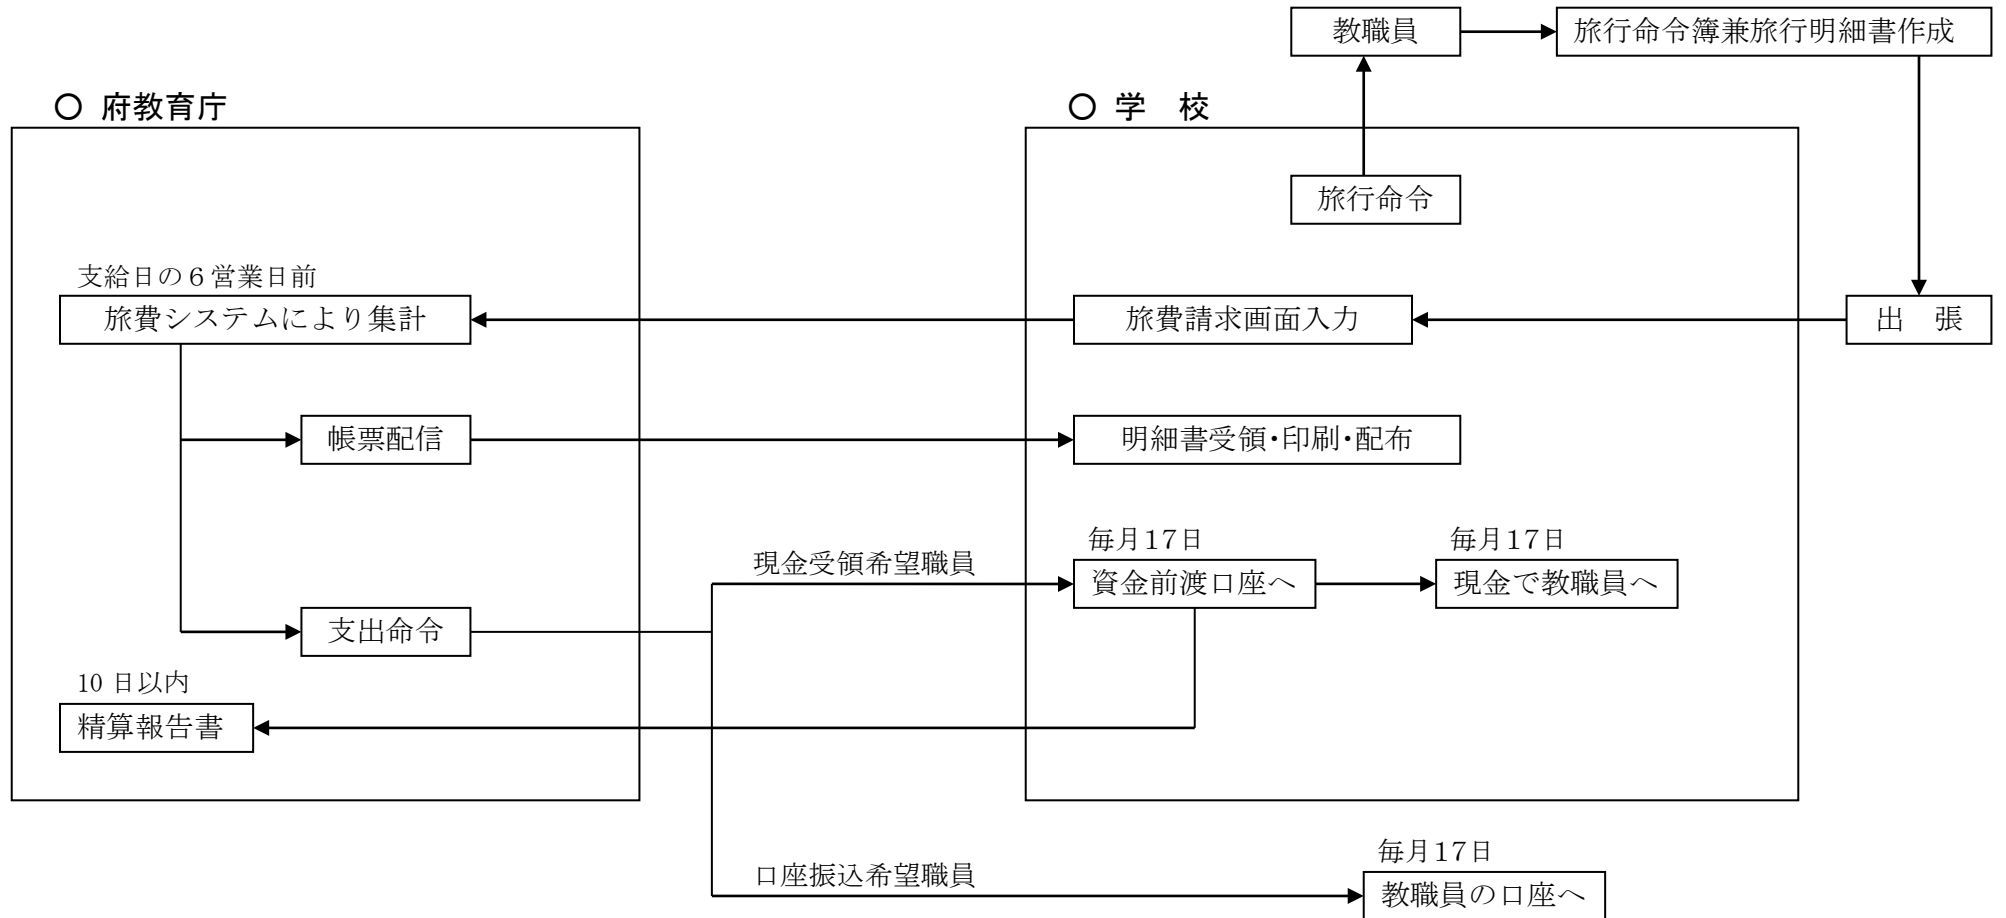 教職員
旅行命令簿兼旅行明細書作成
○ 府教育庁
○ 学　校
旅行命令
支給日の６営業日前
旅費システムにより集計
旅費請求画面入力
出　張
帳票配信
明細書受領・印刷・配布
現金受領希望職員
毎月17日
資金前渡口座へ
毎月17日
現金で教職員へ
支出命令
10 日以内
精算報告書
口座振込希望職員
毎月17日
教職員の口座へ